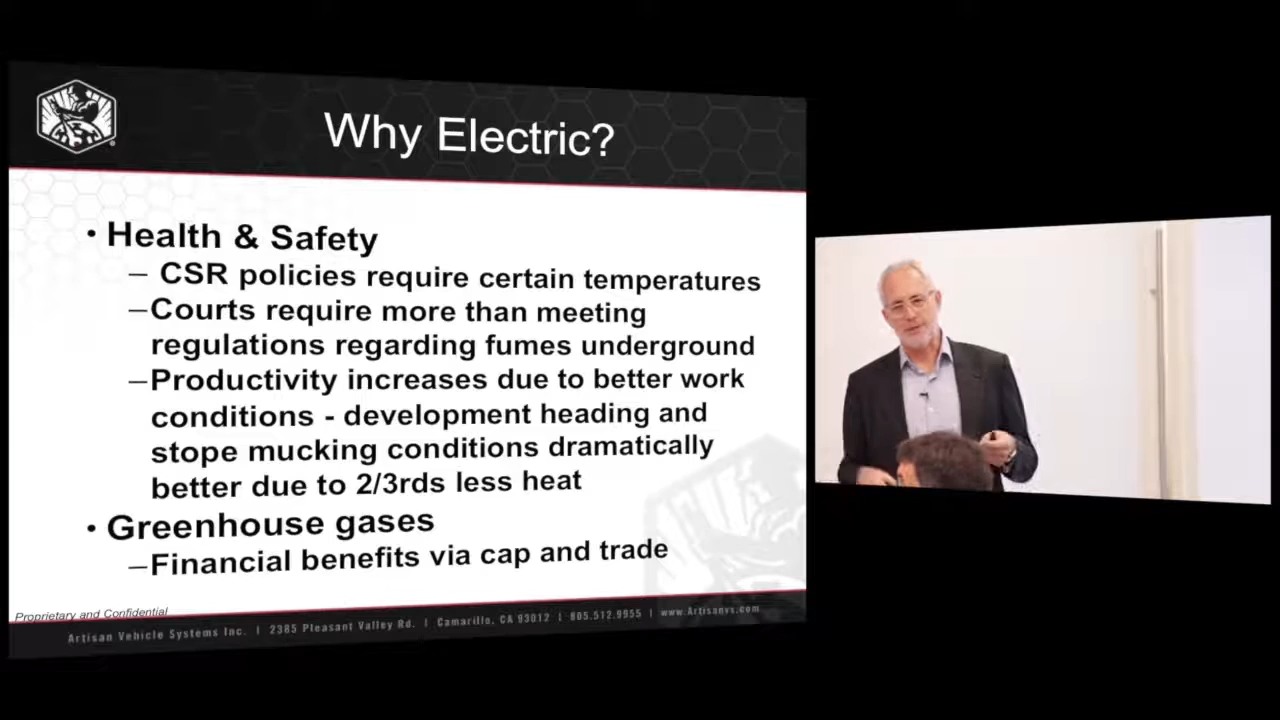 Why Electric?
• Health & Safety
– CSR policies require certain temperatures
–Courts require more than meeting
regulations regarding fumes underground
–Productivity increases due to better work
conditions - development heading and
stope mucking conditions dramatically
better due to 2/3rds less heat
• Greenhouse gases
–Financial benefits via cap and trade
Proprietary and Confidential
Artisan Vehicle Systems Inc. | 2385 Pleasant Valley Rd. | Camarillo, CA 93012 | 805.512.9955 | www.Artisanvs.com